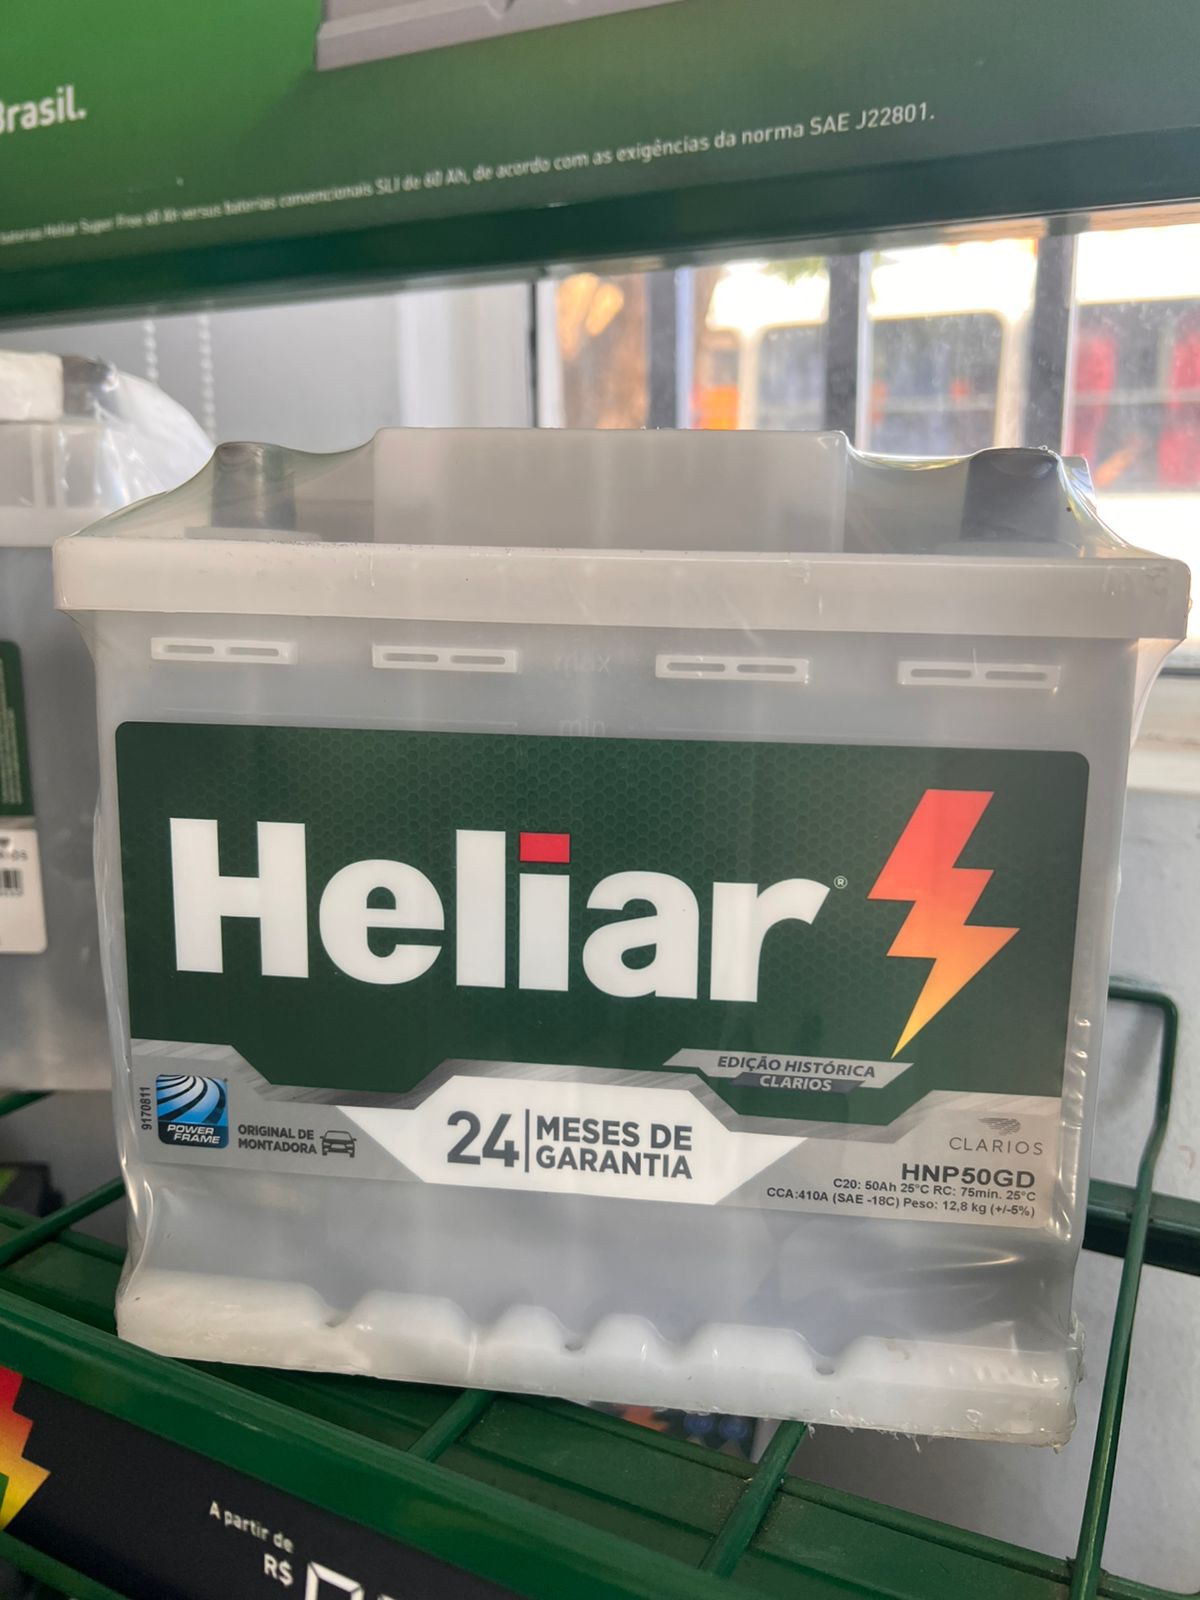 Brasil.
baterias Heliar Super Free 60 Ah versus baterias convencionais SLI de 60 Ah, de acordo com as exigências da norma SAE J22801.
max
min
Heliar®
EDIÇÃO HISTÓRICA
CLARIOS
9170811
POWER
FRAME
ORIGINAL DE
MONTADORA
24 MESES DE
GARANTIA
CLARIOS
HNP50GD
C20: 50Ah 25°C RC: 75min. 25°C
CCA:410A (SAE -18C) Peso: 12,8 kg (+/-5%)
A partir de
R$